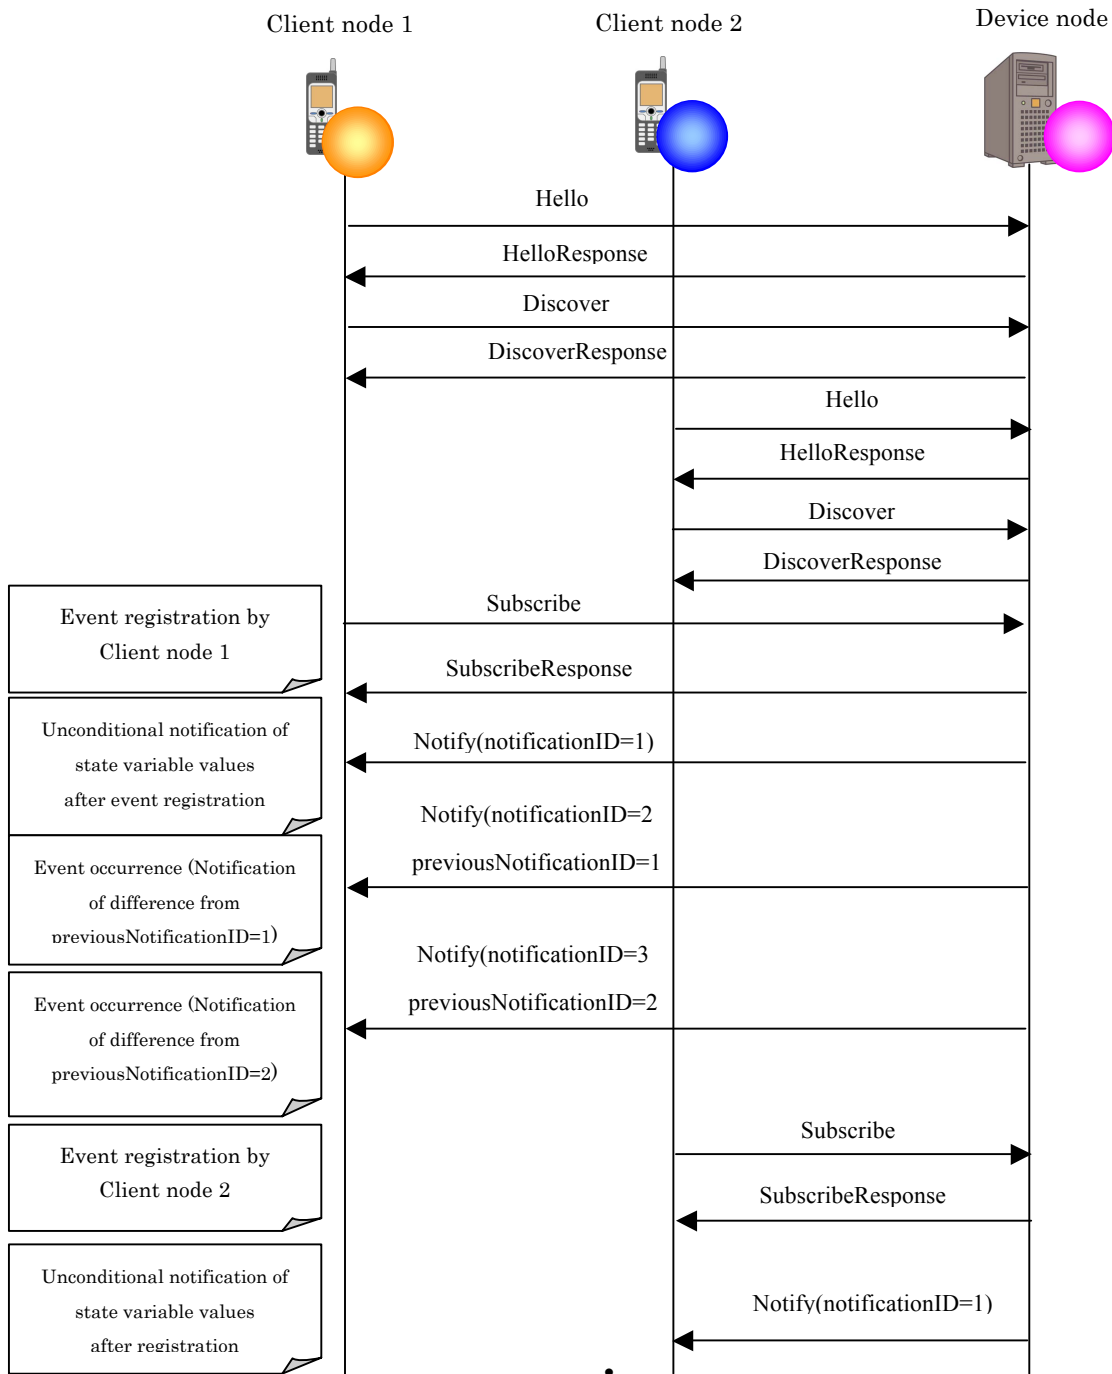 Client node 1
Client node 2
Device node
Hello
HelloResponse
Discover
DiscoverResponse
Hello
HelloResponse
Discover
DiscoverResponse
Event registration by
Client node 1
Subscribe
SubscribeResponse
Unconditional notification of
state variable values
after event registration
Notify(notificationID=1)
Notify(notificationID=2
previousNotificationID=1
Event occurrence (Notification
of difference from
previousNotificationID=1)
Notify(notificationID=3
previousNotificationID=2
Event occurrence (Notification
of difference from
previousNotificationID=2)
Subscribe
Event registration by
Client node 2
SubscribeResponse
Unconditional notification of
state variable values
after registration
Notify(notificationID=1)